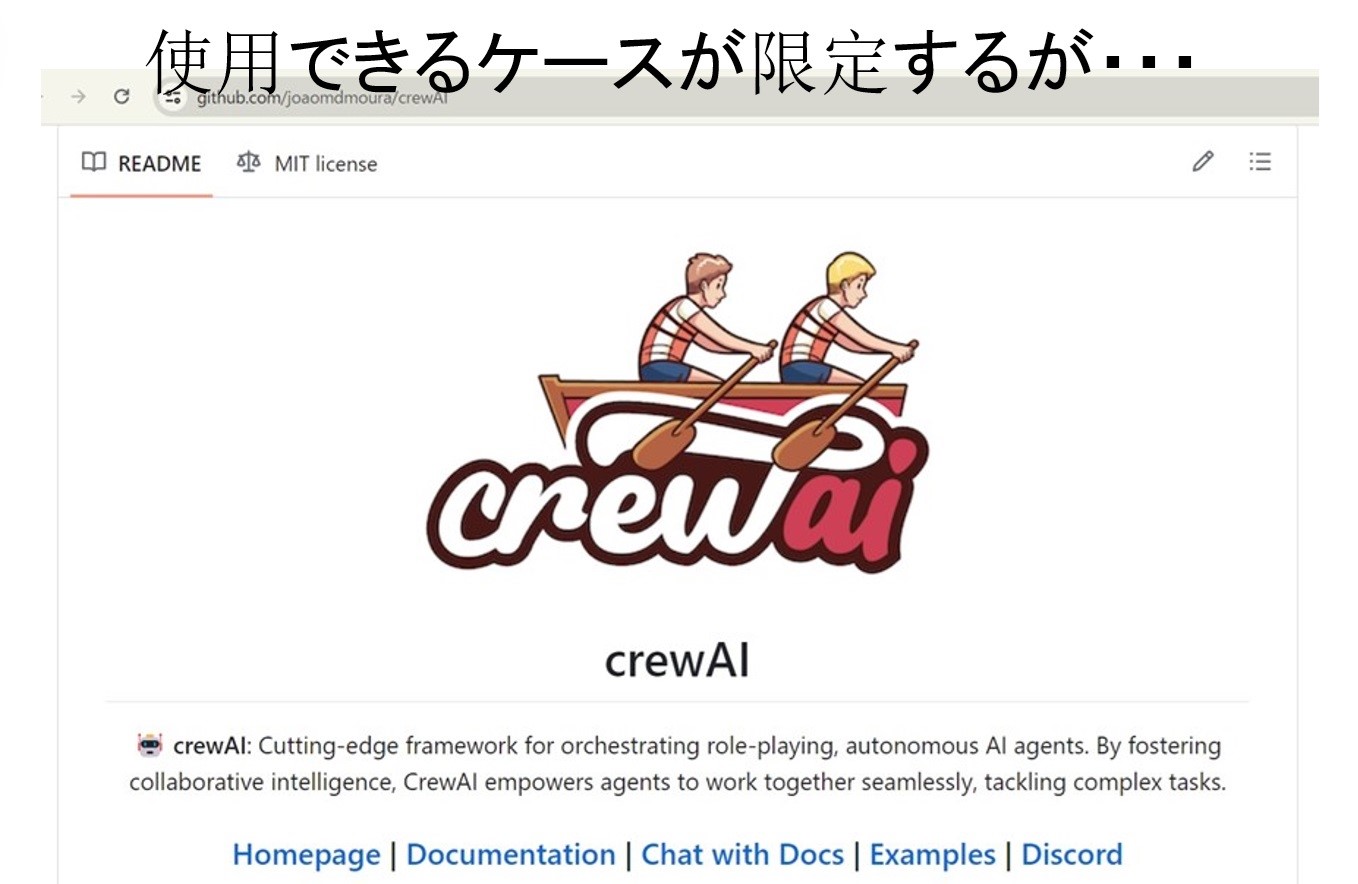 使用できるケースが限定するが・・・
github.com/joaomdmoura/crewAI
README MIT license
crewai
crewAI
crewAI: Cutting-edge framework for orchestrating role-playing, autonomous AI agents. By fostering
collaborative intelligence, CrewAI empowers agents to work together seamlessly, tackling complex tasks.
Homepage | Documentation | Chat with Docs | Examples | Discord